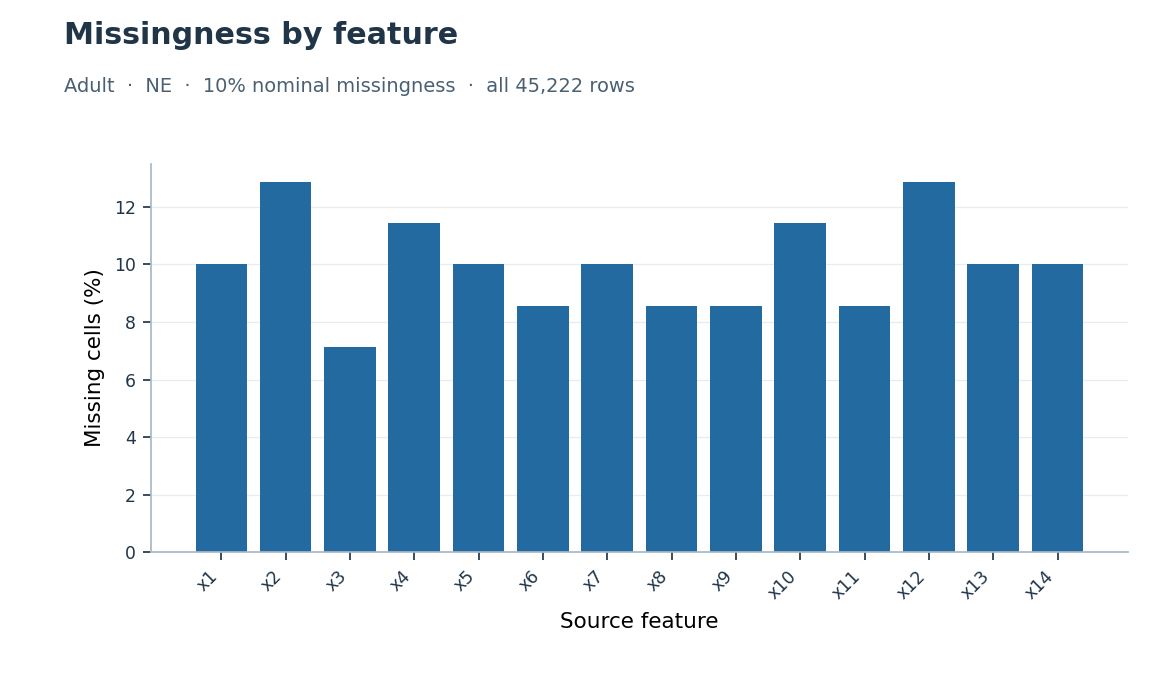 Missingness by feature
Adult · NE · 10% nominal missingness · all 45,222 rows
Missing cells (%)
12
10
8
6
4
2
0
x1 x2 x3 x4 x5 x6 x7 x8 x9 x10 x11 x12 x13 x14
Source feature